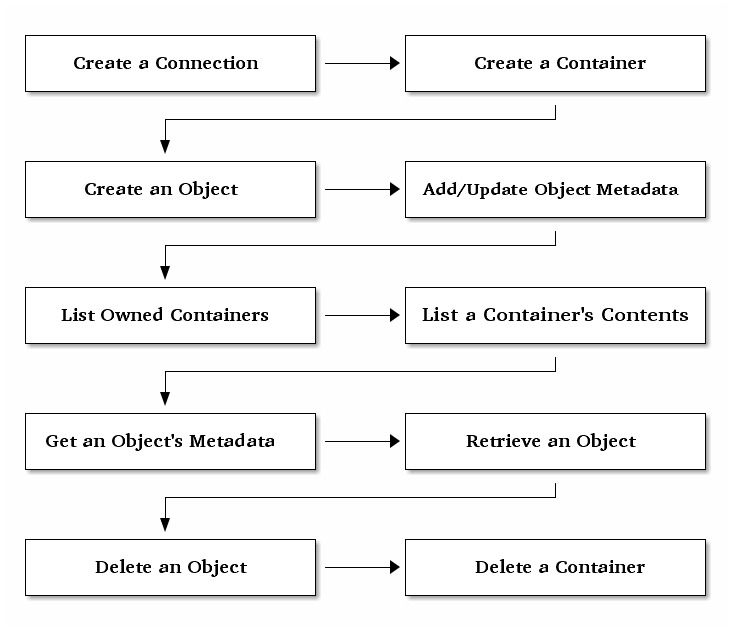 Create a Connection
Create a Container
Create an Object
Add/Update Object Metadata
List Owned Containers
List a Container's Contents
Get an Object's Metadata
Retrieve an Object
Delete an Object
Delete a Container